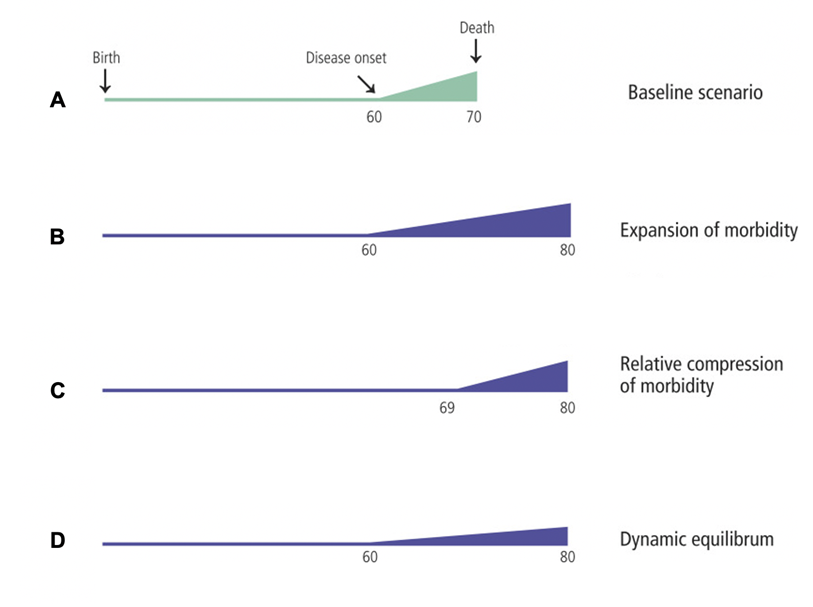 Death
Birth
Disease onset
A
Baseline scenario
60
70
B
Expansion of morbidity
60
80
C
Relative compression
of morbidity
69
80
D
Dynamic equilibrum
60
80